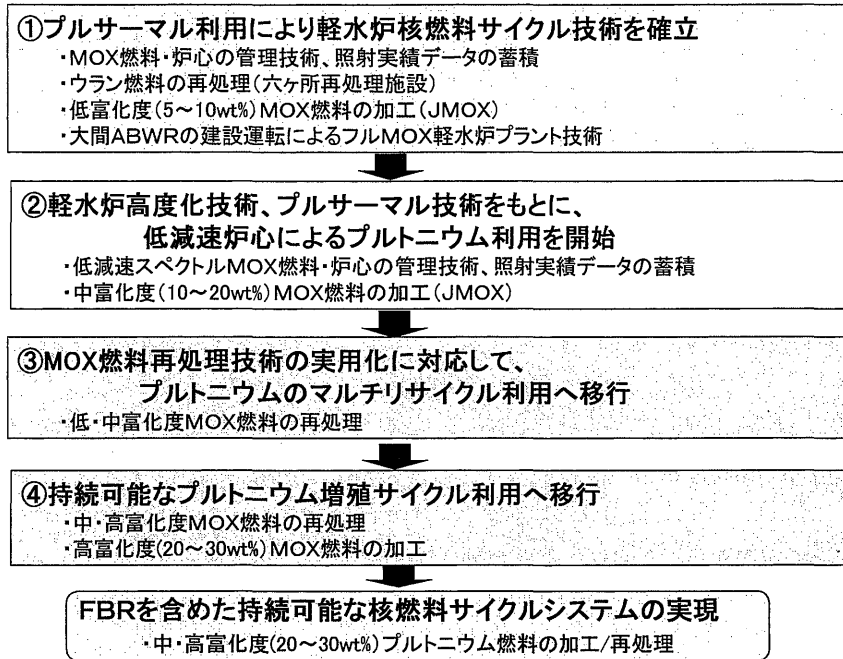 ①プルサーマル利用により軽水炉核燃料サイクル技術を確立
・MOX燃料・炉心の管理技術、照射実績データの蓄積
・ウラン燃料の再処理(六ヶ所再処理施設)
・低富化度(5～10wt%)MOX燃料の加工(JMOX)
・大間ABWRの建設運転によるフルMOX軽水炉プラント技術
②軽水炉高度化技術、プルサーマル技術をもとに、
低減速炉心によるプルトニウム利用を開始
・低減速スペクトルMOX燃料・炉心の管理技術、照射実績データの蓄積
・中富化度(10～20wt%)MOX燃料の加工(JMOX)
③MOX燃料再処理技術の実用化に対応して、
プルトニウムのマルチリサイクル利用へ移行
・低・中富化度MOX燃料の再処理
④持続可能なプルトニウム増殖サイクル利用へ移行
・中・高富化度MOX燃料の再処理
・高富化度(20～30wt%)MOX燃料の加工
FBRを含めた持続可能な核燃料サイクルシステムの実現
・中・高富化度(20～30wt%)プルトニウム燃料の加工/再処理